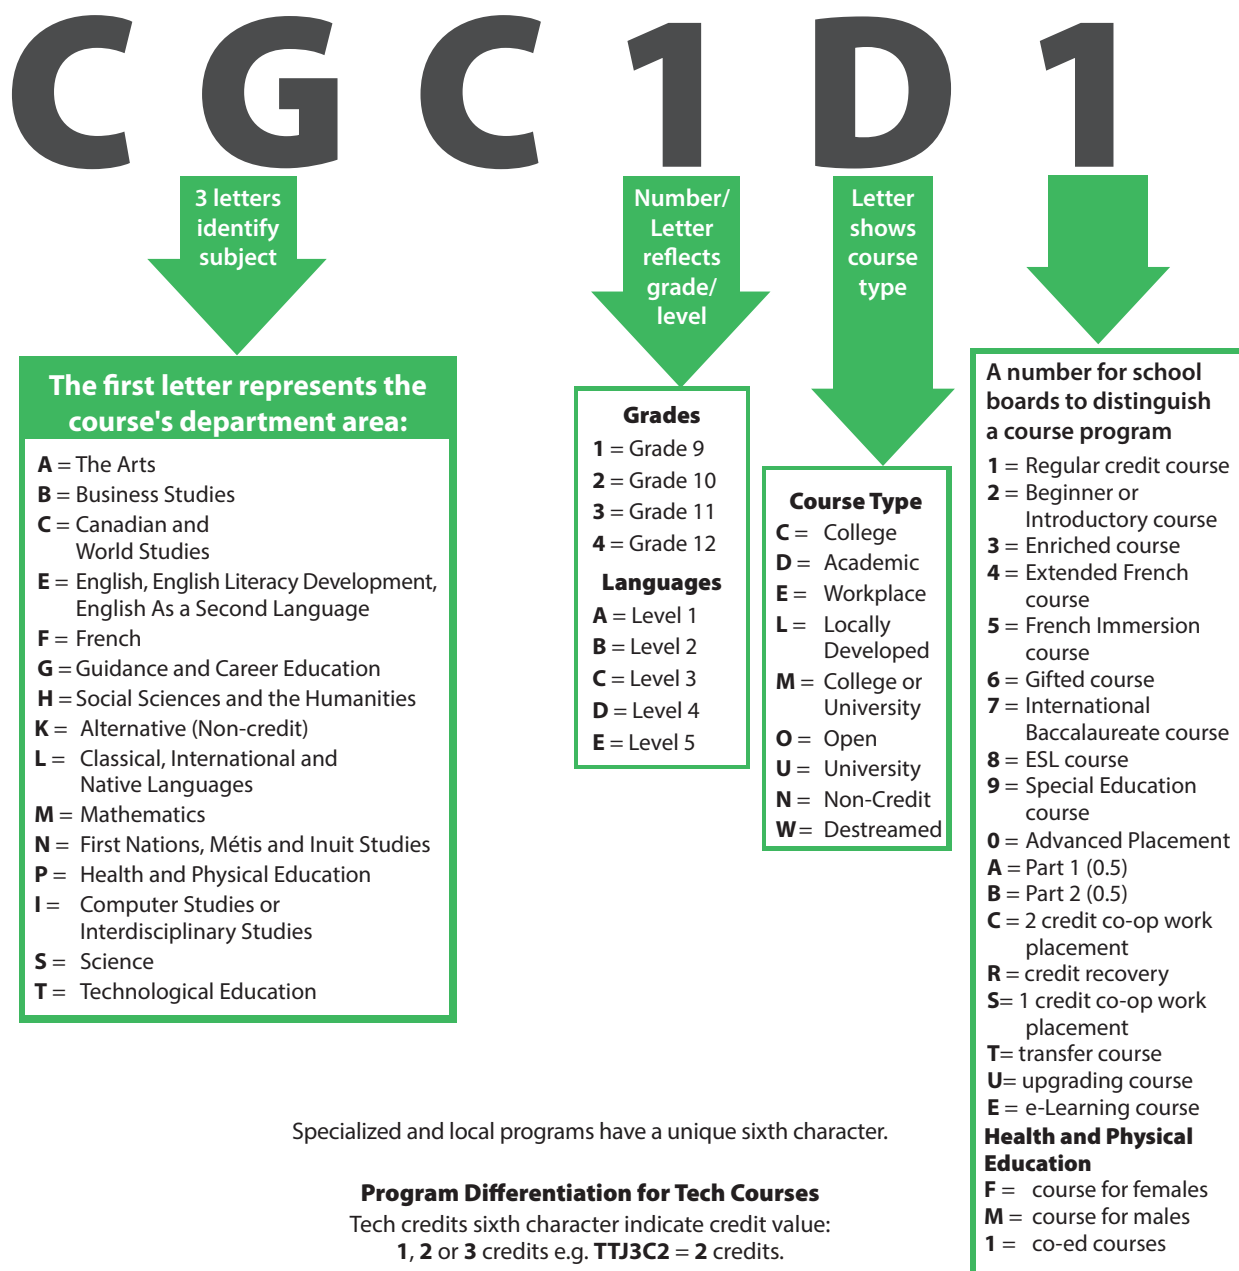 C G C 1 D 1
3 letters
identify
subject
Number/
Letter
reflects
grade/
level
Letter
shows
course
type
The first letter represents the
course's department area:
A = The Arts
B = Business Studies
C = Canadian and
World Studies
E = English, English Literacy Development,
English As a Second Language
F = French
G = Guidance and Career Education
H = Social Sciences and the Humanities
K = Alternative (Non-credit)
L = Classical, International and
Native Languages
M = Mathematics
N = First Nations, Métis and Inuit Studies
P = Health and Physical Education
I = Computer Studies or
Interdisciplinary Studies
S = Science
T = Technological Education
Grades
1 = Grade 9
2 = Grade 10
3 = Grade 11
4 = Grade 12
Languages
A = Level 1
B = Level 2
C = Level 3
D = Level 4
E = Level 5
Course Type
C = College
D = Academic
E = Workplace
L = Locally
Developed
M = College or
University
O = Open
U = University
N = Non-Credit
W = Destreamed
A number for school
boards to distinguish
a course program
1 = Regular credit course
2 = Beginner or
Introductory course
3 = Enriched course
4 = Extended French
course
5 = French Immersion
course
6 = Gifted course
7 = International
Baccalaureate course
8 = ESL course
9 = Special Education
course
0 = Advanced Placement
A = Part 1 (0.5)
B = Part 2 (0.5)
C = 2 credit co-op work
placement
R = credit recovery
S= 1 credit co-op work
placement
T= transfer course
U= upgrading course
E = e-Learning course
Health and Physical
Education
F = course for females
M = course for males
1 = co-ed courses
Specialized and local programs have a unique sixth character.
Program Differentiation for Tech Courses
Tech credits sixth character indicate credit value:
1, 2 or 3 credits e.g. TTJ3C2 = 2 credits.